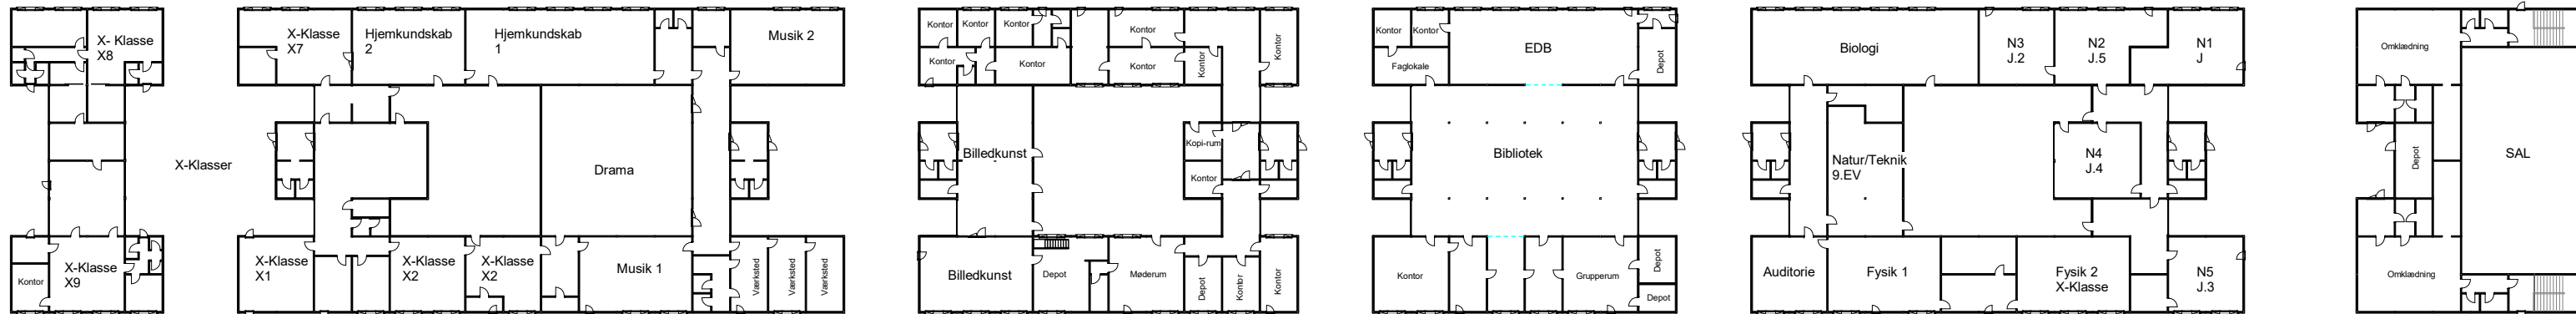 X- Klasse
X8
X-Klasser
Kontor
X-Klasse
X9
X-Klasse
X7
Hjemkundskab
2
Hjemkundskab
1
Musik 2
Drama
X-Klasse
X1
X-Klasse
X2
X-Klasse
X2
Musik 1
Værksted
Værksted
Værksted
Kontor
Kontor
Kontor
Kontor
Kontor
Kontor
Kontor
Kontor
Kontor
Kontor
Billedkunst
Kopi-rum
Kontor
Billedkunst
Depot
Møderum
Depot
Kontor
Kontor
Kontor
Kontor
Faglokale
EDB
Depot
Bibliotek
Kontor
Grupperum
Depot
Depot
Biologi
N3
J.2
N2
J.5
N1
J
Natur/Teknik
9.EV
N4
J.4
Auditorie
Fysik 1
Fysik 2
X-Klasse
N5
J.3
Omklædning
Depot
SAL
Omklædning